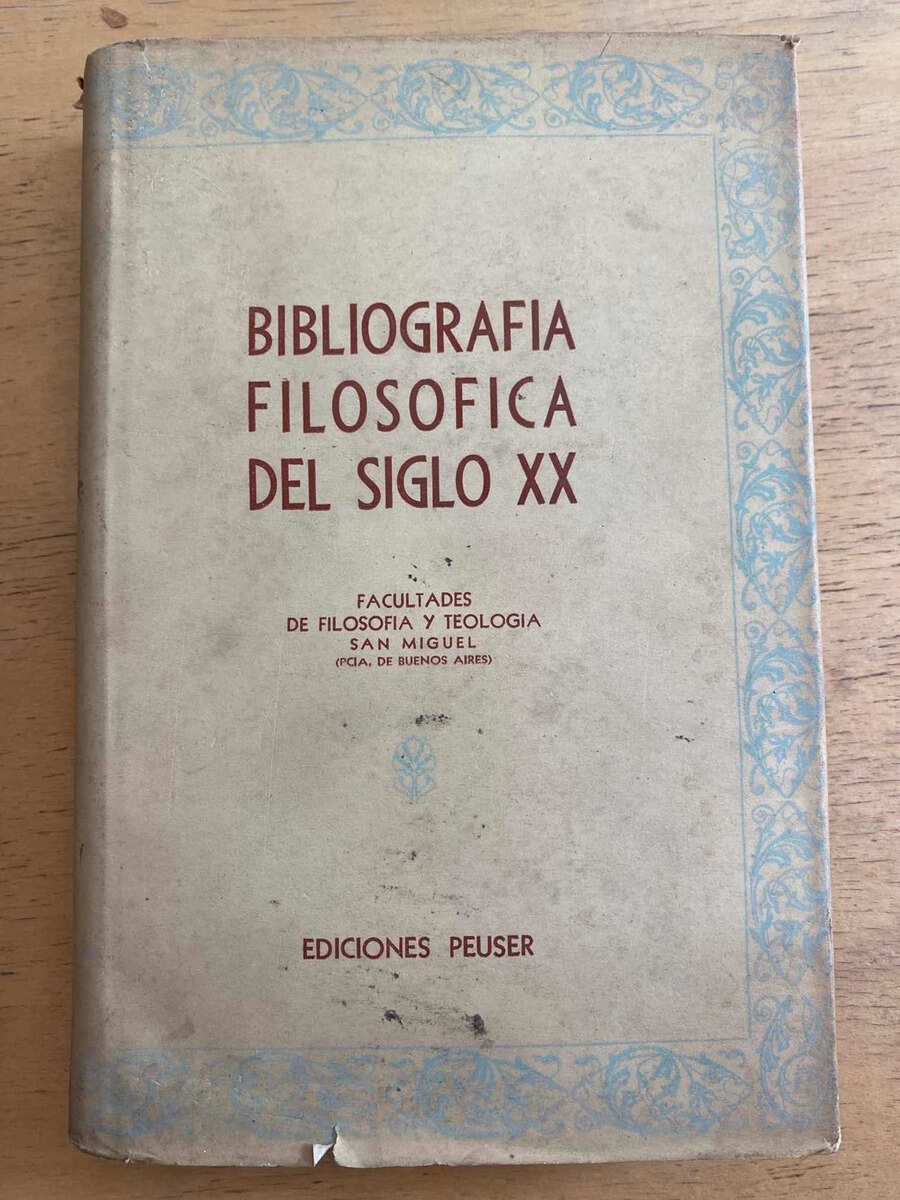 BIBLIOGRAFIA
FILOSOFICA
DEL SIGLO XX
FACULTADES
DE FILOSOFIA Y TEOLOGIA
SAN MIGUEL
(PCIA. DE BUENOS AIRES)
EDICIONES PEUSER